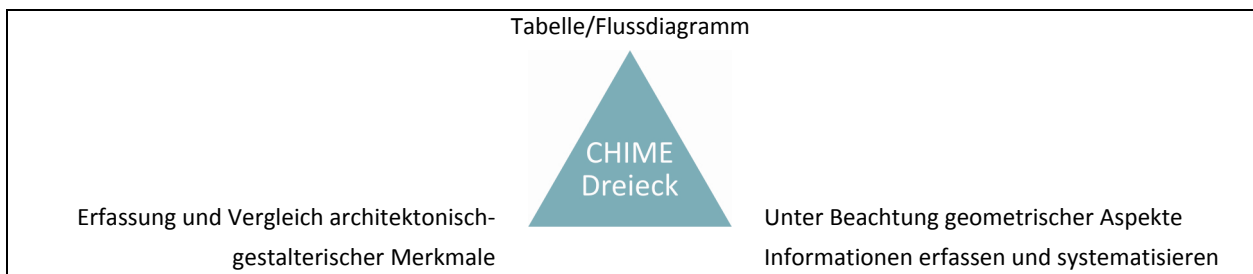 Tabelle/Flussdiagramm
CHIME
Dreieck
Erfassung und Vergleich architektonisch-
gestalterischer Merkmale
Unter Beachtung geometrischer Aspekte
Informationen erfassen und systematisieren